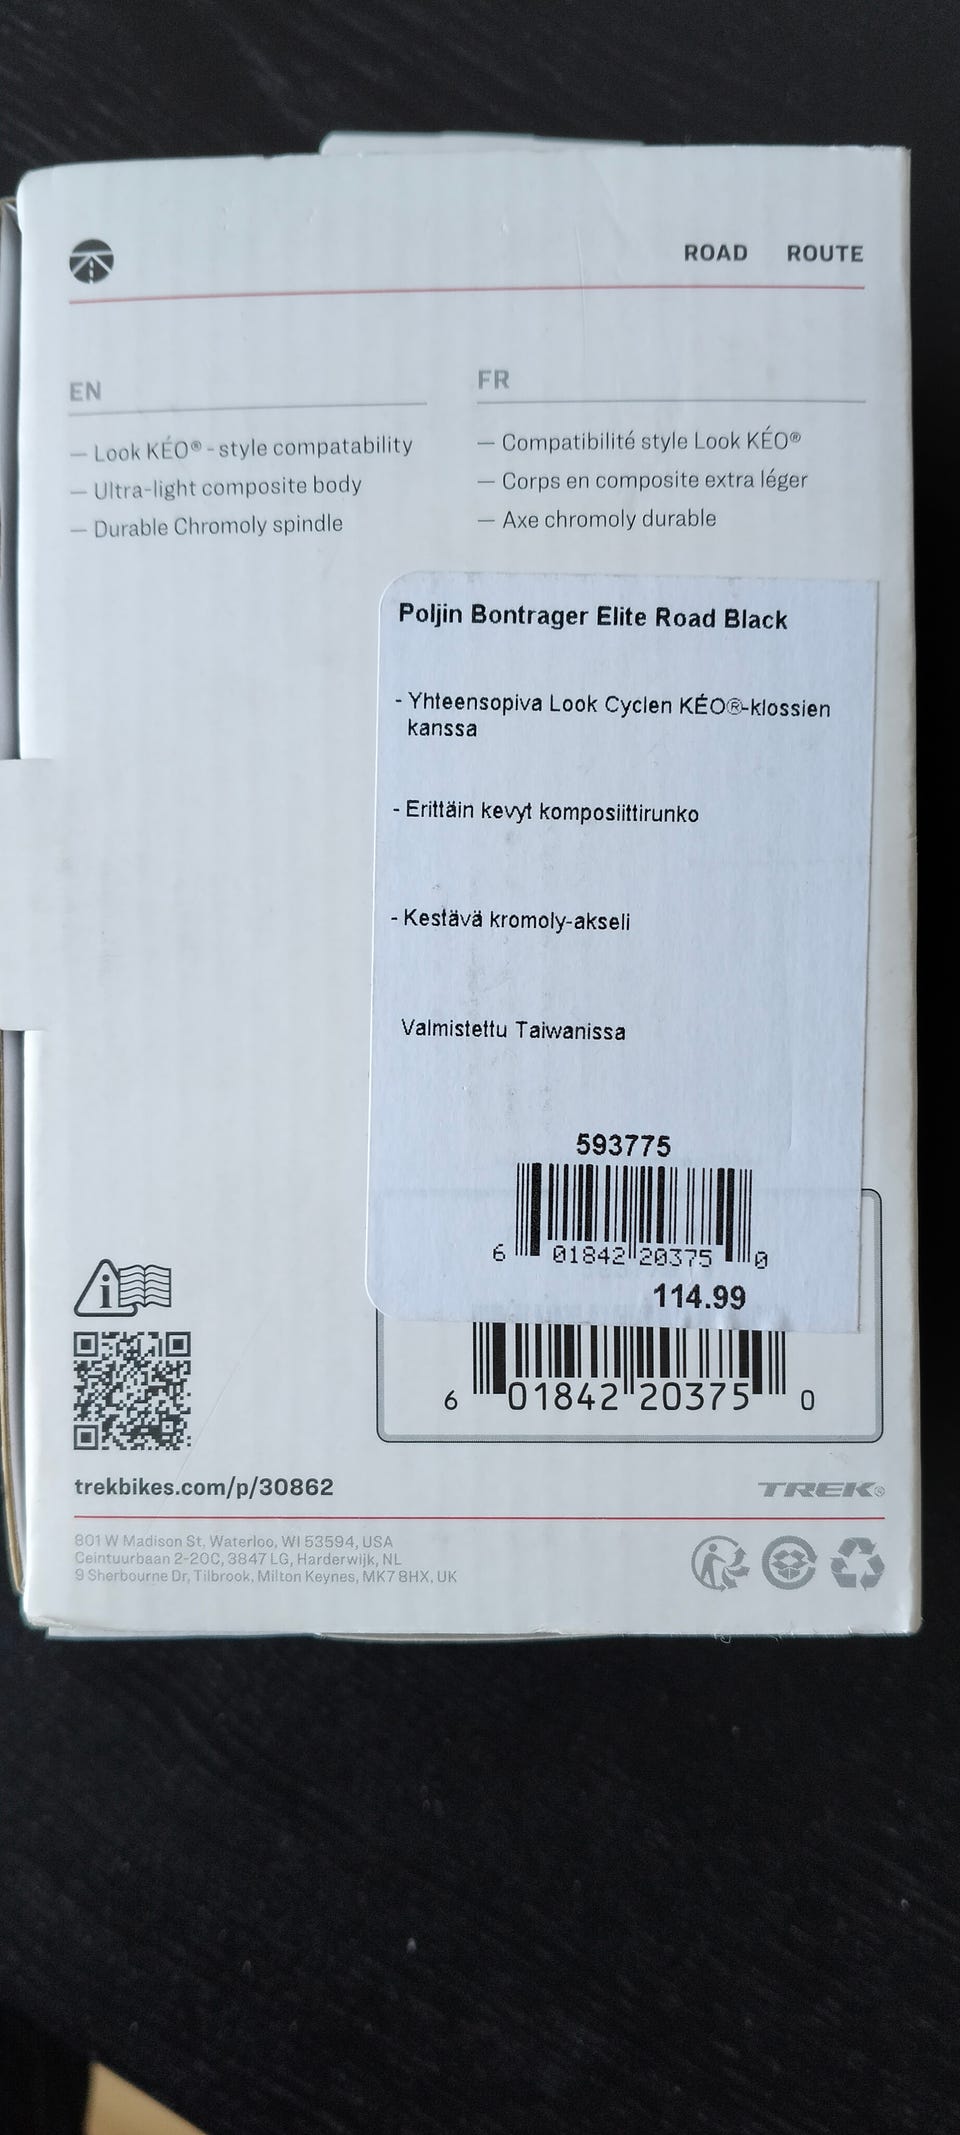 ROAD ROUTE
EN
— Look KÉO® - style compatability
— Ultra-light composite body
— Durable Chromoly spindle
FR
— Compatibilité style Look KÉO®
— Corps en composite extra léger
— Axe chromoly durable
Poljin Bontrager Elite Road Black
- Yhteensopiva Look Cyclen KÉO®-klossien
kanssa
- Erittäin kevyt komposiittirunko
- Kestävä kromoly-akseli
Valmistettu Taiwanissa
593775
6 01842 20375 0
114.99
6 01842 20375 0
i
trekbikes.com/p/30862
TREK®
801 W Madison St, Waterloo, WI 53594, USA
Ceintuurbaan 2-20C, 3847 LG, Harderwijk, NL
9 Sherbourne Dr, Tilbrook, Milton Keynes, MK7 8HX, UK